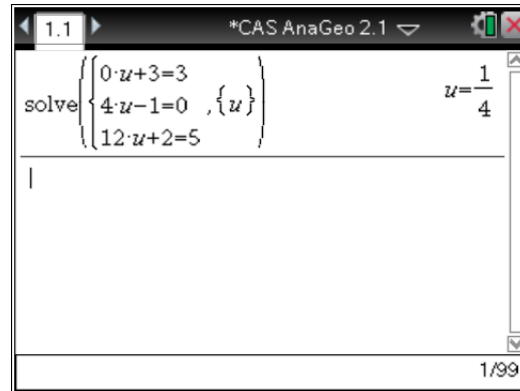 1.1 *CAS AnaGeo 2.1
0·u+3=3
solve( { 4·u−1=0 ,{u} ) u=1/4
12·u+2=5
1/99